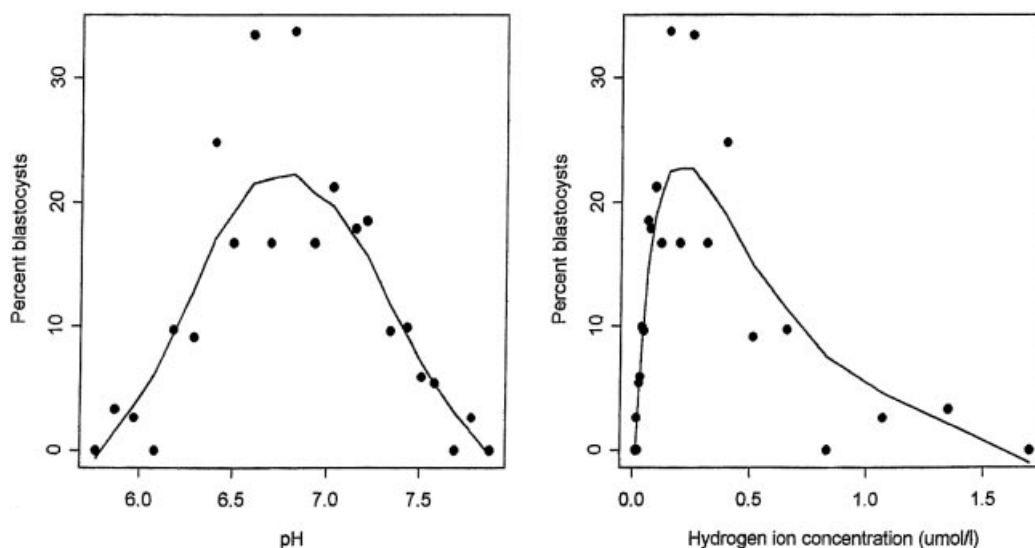 Percent blastocysts
30
20
10
0
6.0 6.5 7.0 7.5
pH
Percent blastocysts
30
20
10
0
0.0 0.5 1.0 1.5
Hydrogen ion concentration (umol/l)